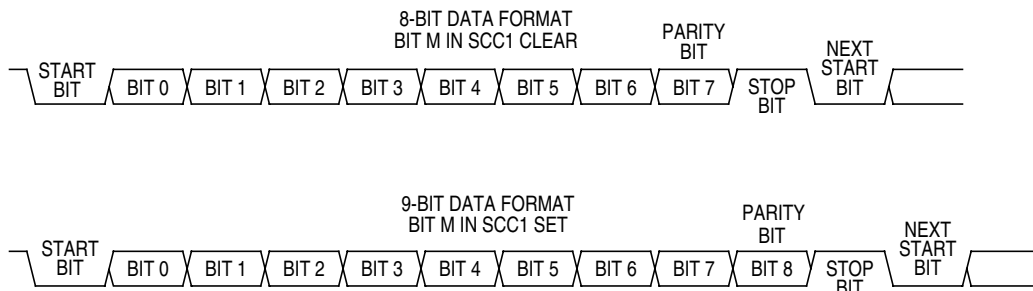 8-BIT DATA FORMAT
BIT M IN SCC1 CLEAR
PARITY
BIT
START
BIT
BIT 0
BIT 1
BIT 2
BIT 3
BIT 4
BIT 5
BIT 6
BIT 7
STOP
BIT
NEXT
START
BIT
9-BIT DATA FORMAT
BIT M IN SCC1 SET
PARITY
BIT
START
BIT
BIT 0
BIT 1
BIT 2
BIT 3
BIT 4
BIT 5
BIT 6
BIT 7
BIT 8
STOP
BIT
NEXT
START
BIT